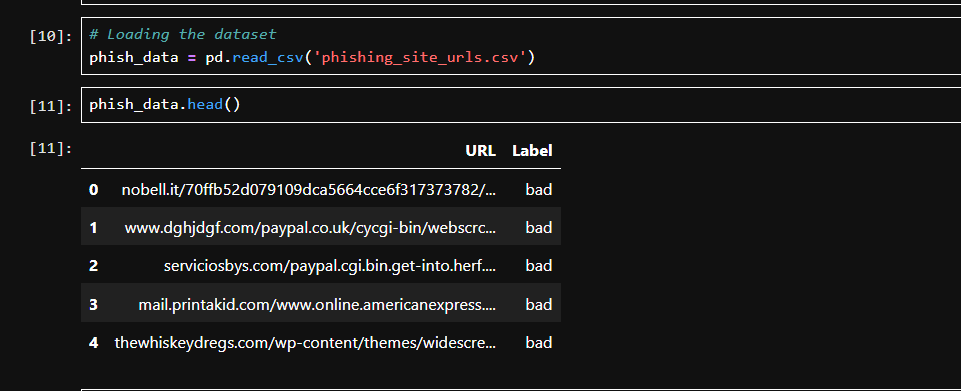 [10]: # Loading the dataset
phish_data = pd.read_csv('phishing_site_urls.csv')
[11]: phish_data.head()
[11]:
URL Label
0 nobell.it/70ffb52d079109dca5664cce6f317373782/... bad
1 www.dghjdgf.com/paypal.co.uk/cycgi-bin/webscrc... bad
2 serviciosbys.com/paypal.cgi.bin.get-into.herf.... bad
3 mail.printakid.com/www.online.americanexpress.... bad
4 thewhiskeydregs.com/wp-content/themes/widescre... bad